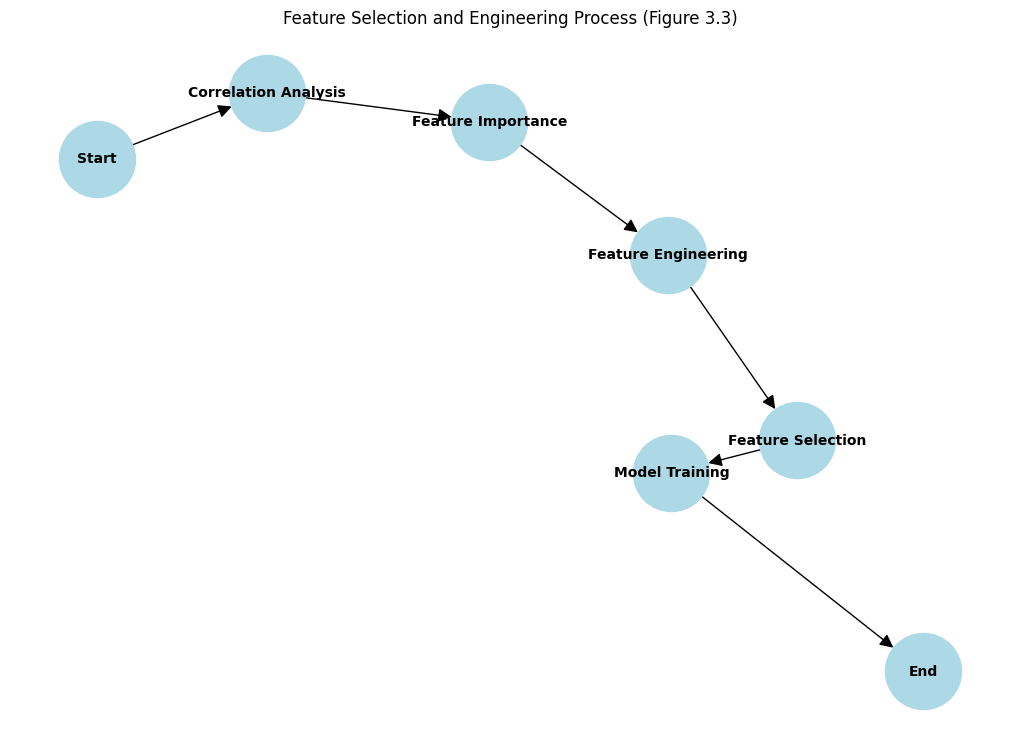 Feature Selection and Engineering Process (Figure 3.3)
Start
Correlation Analysis
Feature Importance
Feature Engineering
Feature Selection
Model Training
End